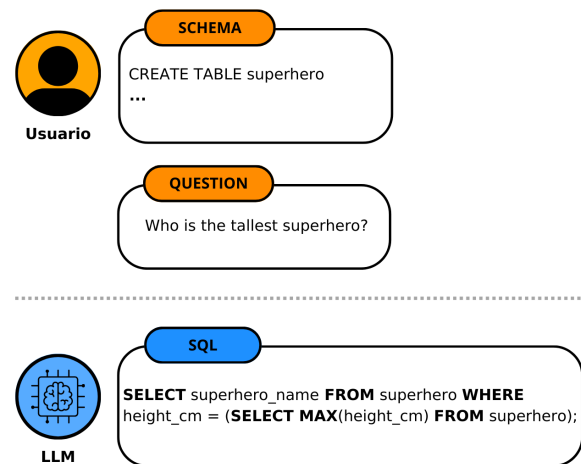 SCHEMA
CREATE TABLE superhero
...
Usuario
QUESTION
Who is the tallest superhero?
SQL
SELECT superhero_name FROM superhero WHERE
height_cm = (SELECT MAX(height_cm) FROM superhero);
LLM